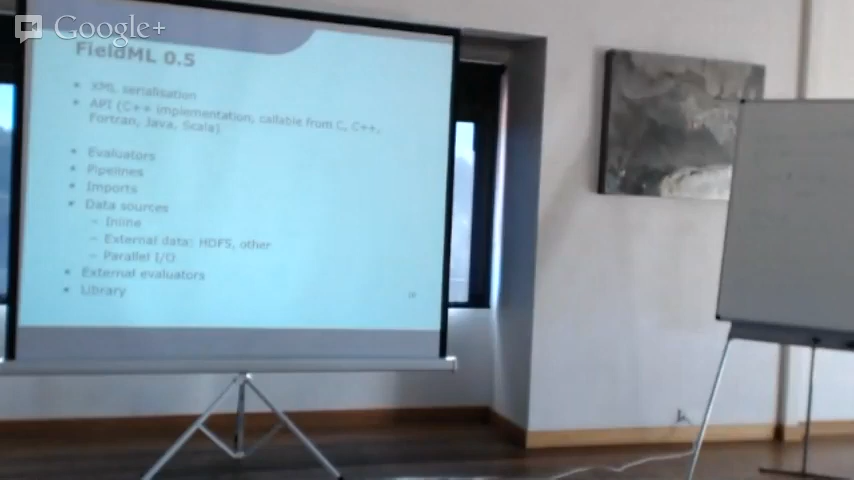 Google+
FieldML 0.5
• XML serialisation
• API (C++ implementation, callable from C, C++,
Fortran, Java, Scala)
• Evaluators
• Pipelines
• Imports
• Data sources
– Inline
– External data: HDF5, other
– Parallel I/O
• External evaluators
• Library